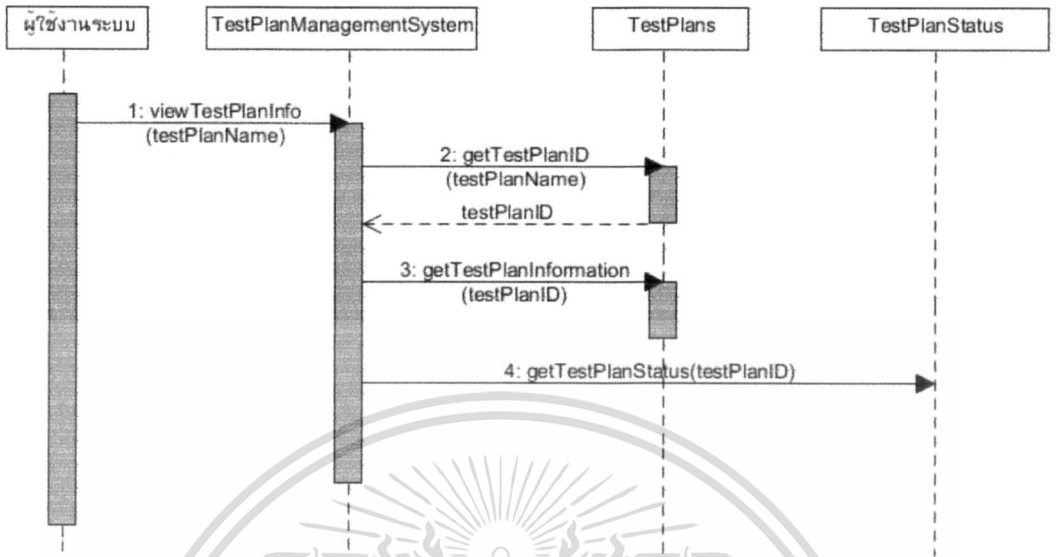 ผู้ใช้งานระบบ
TestPlanManagementSystem
TestPlans
TestPlanStatus
1: viewTestPlanInfo
(testPlanName)
2: getTestPlanID
(testPlanName)
testPlanID
3: getTestPlanInformation
(testPlanID)
4: getTestPlanStatus(testPlanID)